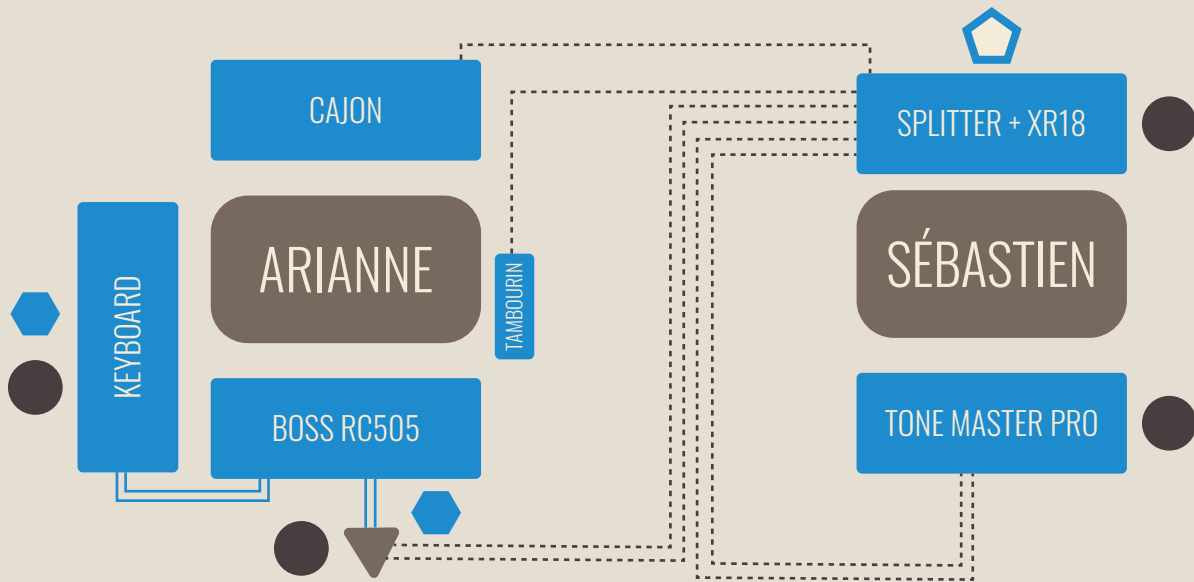 CAJON
SPLITTER + XR18
ARIANNE
SÉBASTIEN
TAMBOURIN
KEYBOARD
BOSS RC505
TONE MASTER PRO